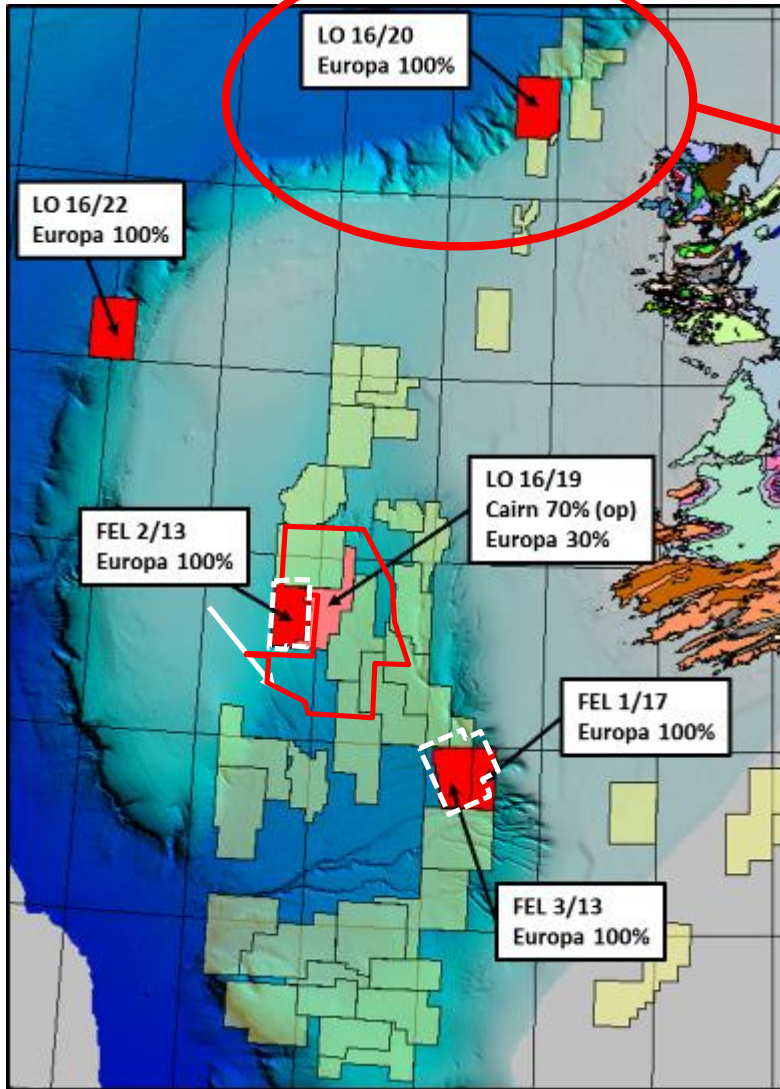 LO 16/20
Europa 100%
LO 16/22
Europa 100%
LO 16/19
Cairn 70% (op)
Europa 30%
FEL 2/13
Europa 100%
FEL 1/17
Europa 100%
FEL 3/13
Europa 100%